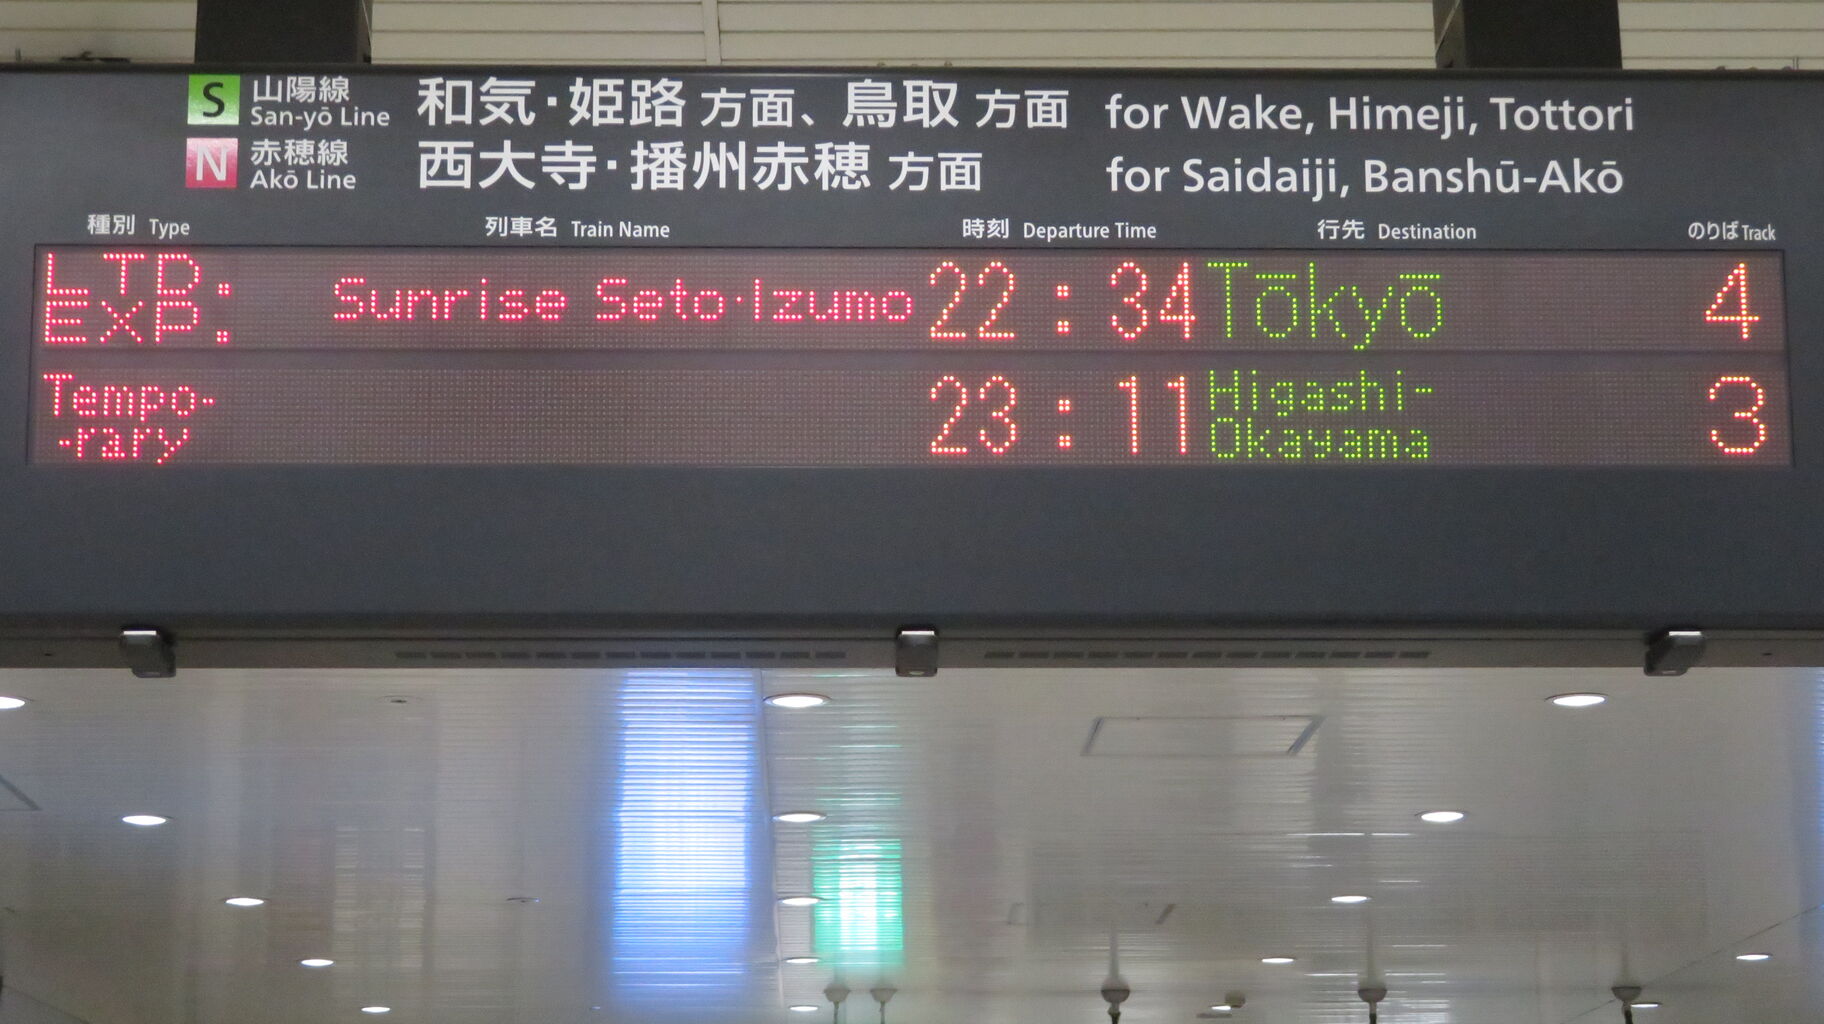 S 山陽線 和気・姫路 方面、鳥取 方面 for Wake, Himeji, Tottori
San-yō Line
N 赤穂線 西大寺・播州赤穂 方面 for Saidaiji, Banshū-Akō
Akō Line
種別 Type 列車名 Train Name 時刻 Departure Time 行先 Destination のりば Track
LTD. EXP. Sunrise Seto·Izumo 22:34 Tōkyō 4
Tempo- -rary 23:11 Higashi- Okayama 3